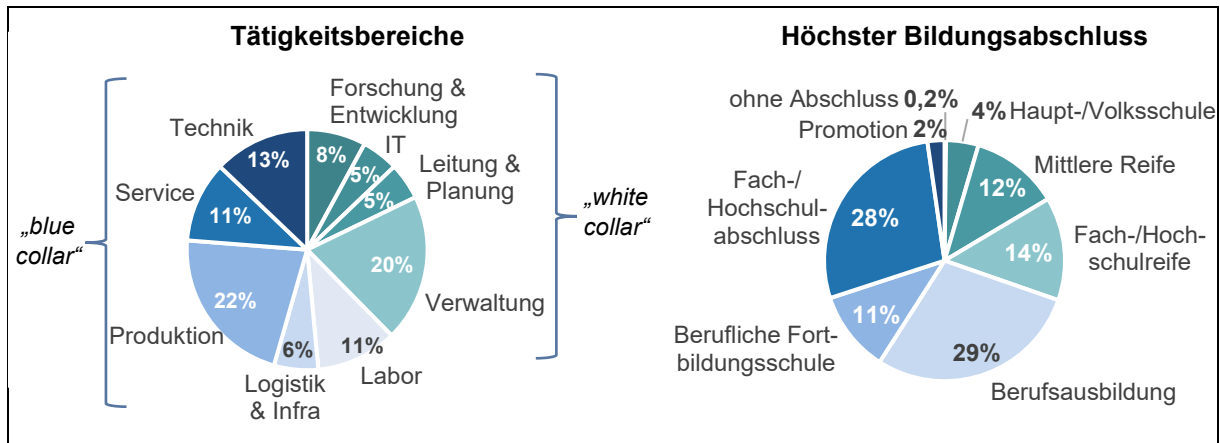 Tätigkeitsbereiche
Forschung &
Entwicklung
Technik
IT
8%
13%
5%
Leitung &
Planung
5%
Service
11%
„blue
collar“
„white
collar“
20%
22%
Verwaltung
Produktion
6%
11%
Labor
Logistik
& Infra
Höchster Bildungsabschluss
ohne Abschluss 0,2%
4% Haupt-/Volksschule
Promotion 2%
Mittlere Reife
12%
Fach-/
Hochschul-
abschluss
28%
14%
Fach-/Hoch-
schulreife
11%
Berufliche Fort-
bildungsschule
29%
Berufsausbildung